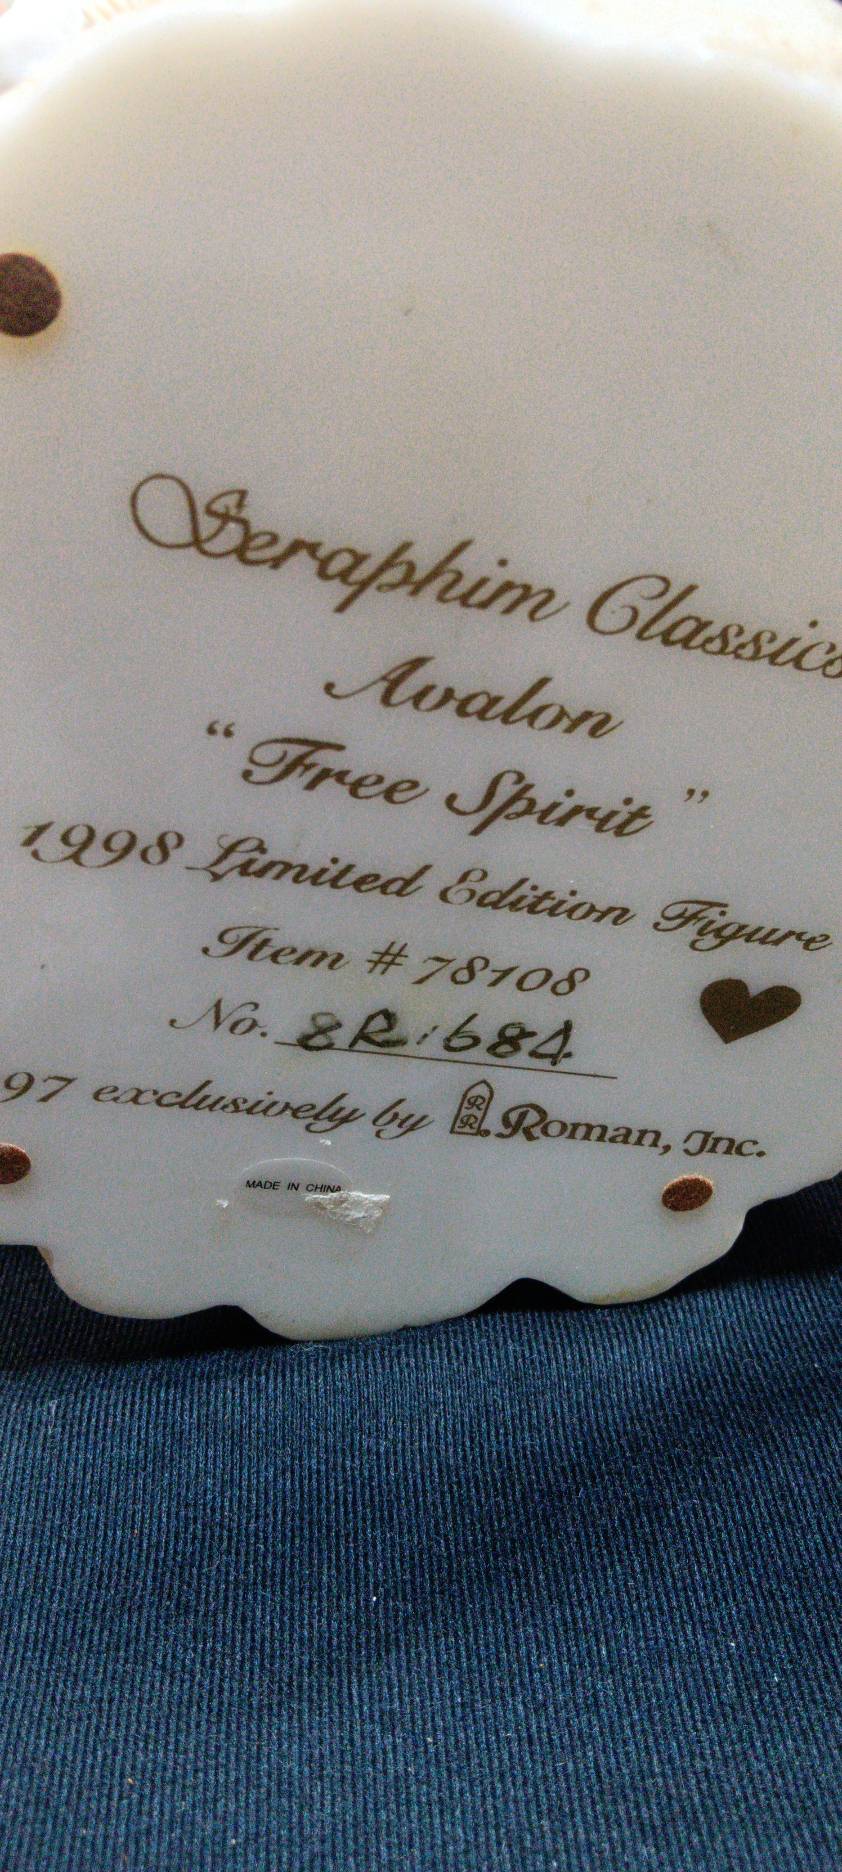 Seraphim Classics
Avalon
“Free Spirit”
1998 Limited Edition Figure
Item # 78108
No. 8R:684
97 exclusively by RR. Roman, Inc.
MADE IN CHINA